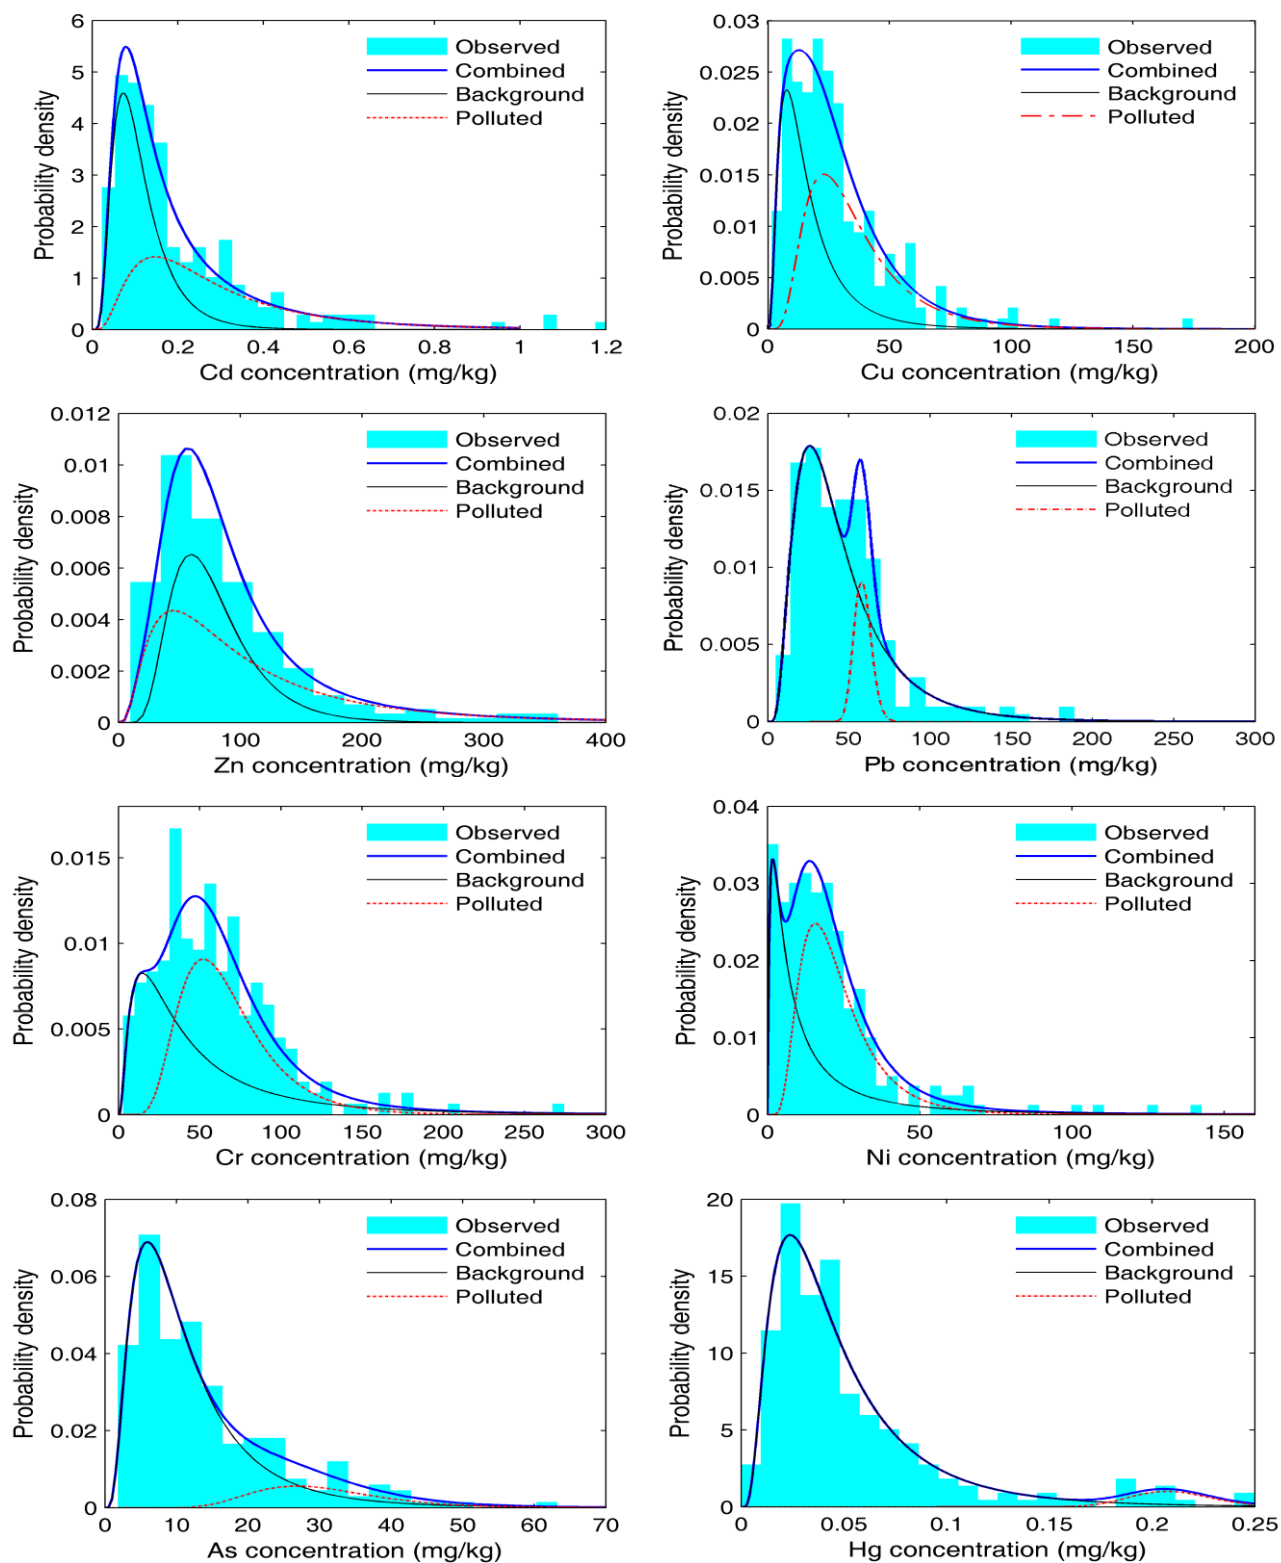 6
5
4
3
2
1
0
0 0.2 0.4 0.6 0.8 1 1.2
Probability density
Cd concentration (mg/kg)
Observed
Combined
Background
Polluted
0.03
0.025
0.02
0.015
0.01
0.005
0
0 50 100 150 200
Probability density
Cu concentration (mg/kg)
Observed
Combined
Background
Polluted
0.012
0.01
0.008
0.006
0.004
0.002
0
0 100 200 300 400
Probability density
Zn concentration (mg/kg)
Observed
Combined
Background
Polluted
0.02
0.015
0.01
0.005
0
0 50 100 150 200 250 300
Probability density
Pb concentration (mg/kg)
Observed
Combined
Background
Polluted
0.015
0.01
0.005
0
0 50 100 150 200 250 300
Probability density
Cr concentration (mg/kg)
Observed
Combined
Background
Polluted
0.04
0.03
0.02
0.01
0
0 50 100 150
Probability density
Ni concentration (mg/kg)
Observed
Combined
Background
Polluted
0.08
0.06
0.04
0.02
0
0 10 20 30 40 50 60 70
Probability density
As concentration (mg/kg)
Observed
Combined
Background
Polluted
20
15
10
5
0
0 0.05 0.1 0.15 0.2 0.25
Probability density
Hg concentration (mg/kg)
Observed
Combined
Background
Polluted